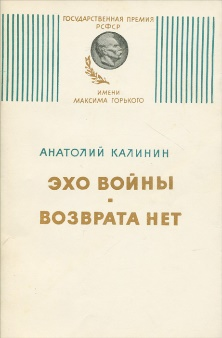 ГОСУДАРСТВЕННАЯ ПРЕМИЯ
РСФСР
ИМЕНИ
МАКСИМА ГОРЬКОГО
АНАТОЛИЙ КАЛИНИН
ЭХО ВОЙНЫ
ВОЗВРАТА НЕТ